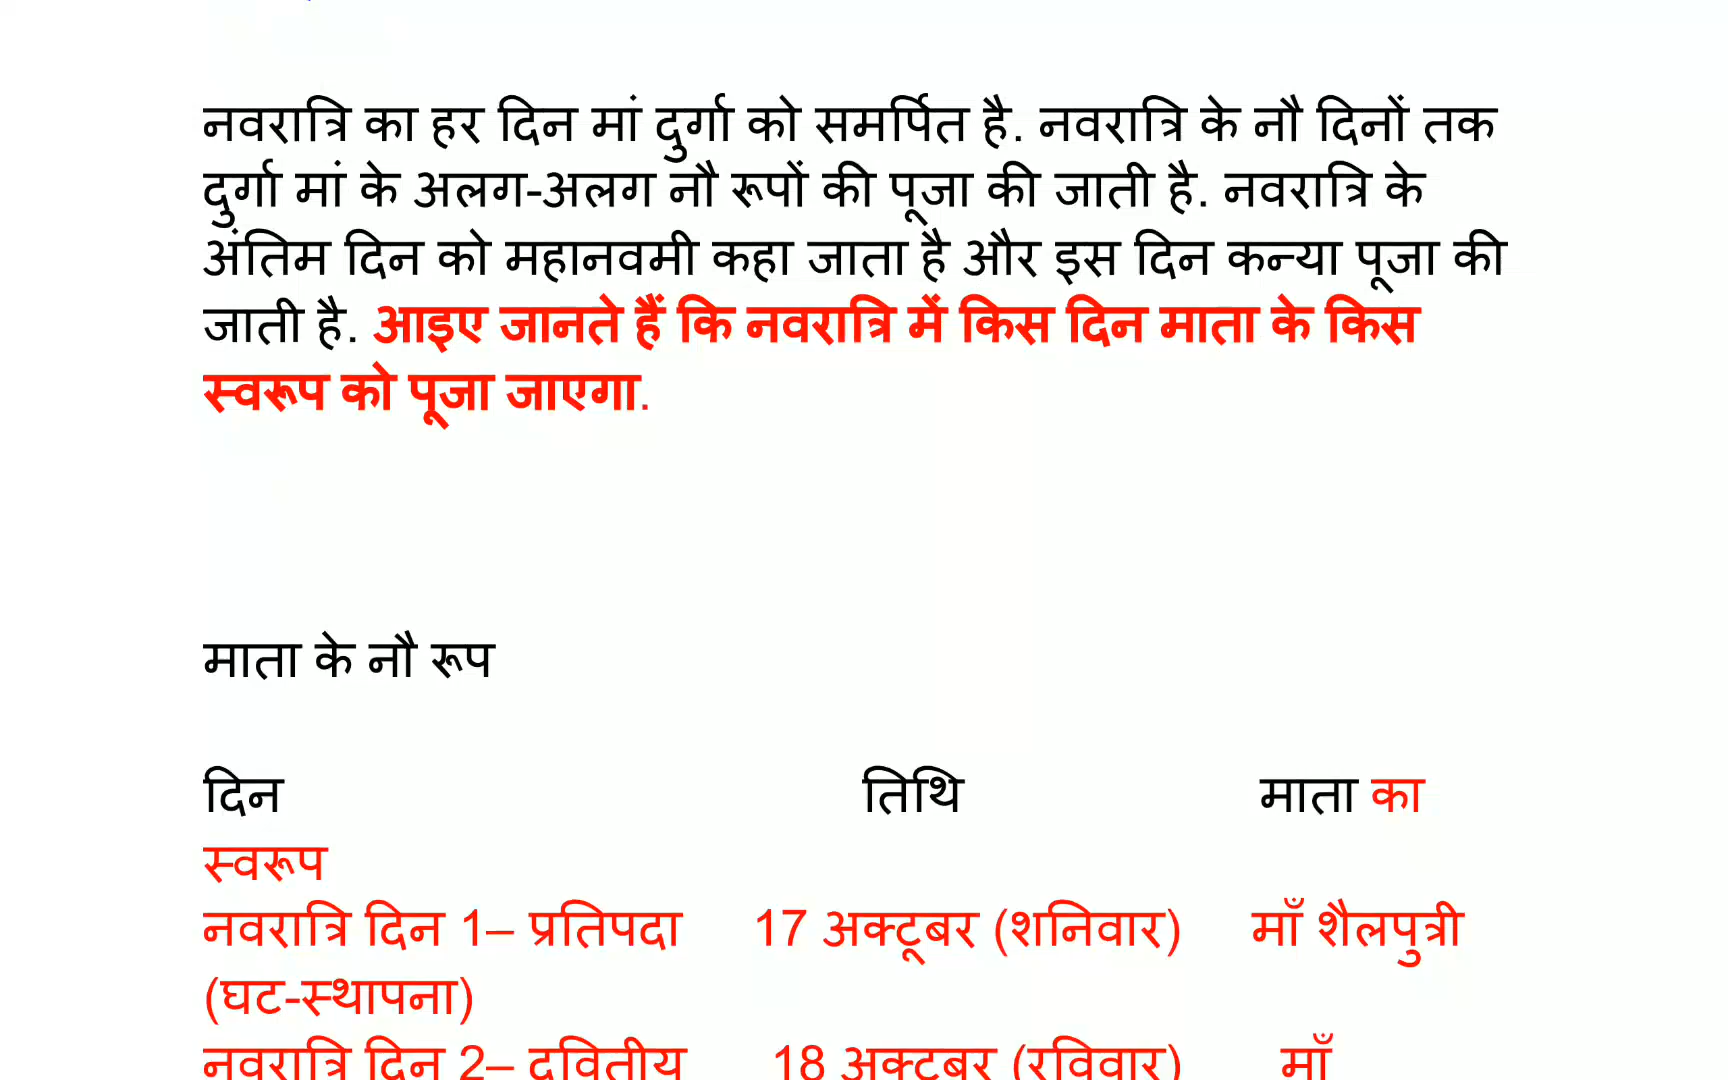 नवरात्रि का हर दिन मां दुर्गा को समर्पित है. नवरात्रि के नौ दिनों तक
दुर्गा मां के अलग-अलग नौ रूपों की पूजा की जाती है. नवरात्रि के
अंतिम दिन को महानवमी कहा जाता है और इस दिन कन्या पूजा की
जाती है. आइए जानते हैं कि नवरात्रि में किस दिन माता के किस
स्वरूप को पूजा जाएगा.
माता के नौ रूप
दिन तिथि माता का
स्वरूप
नवरात्रि दिन 1– प्रतिपदा 17 अक्टूबर (शनिवार) माँ शैलपुत्री
(घट-स्थापना)
नवरात्रि दिन 2– द्वितीय 18 अक्टूबर (रविवार) माँ